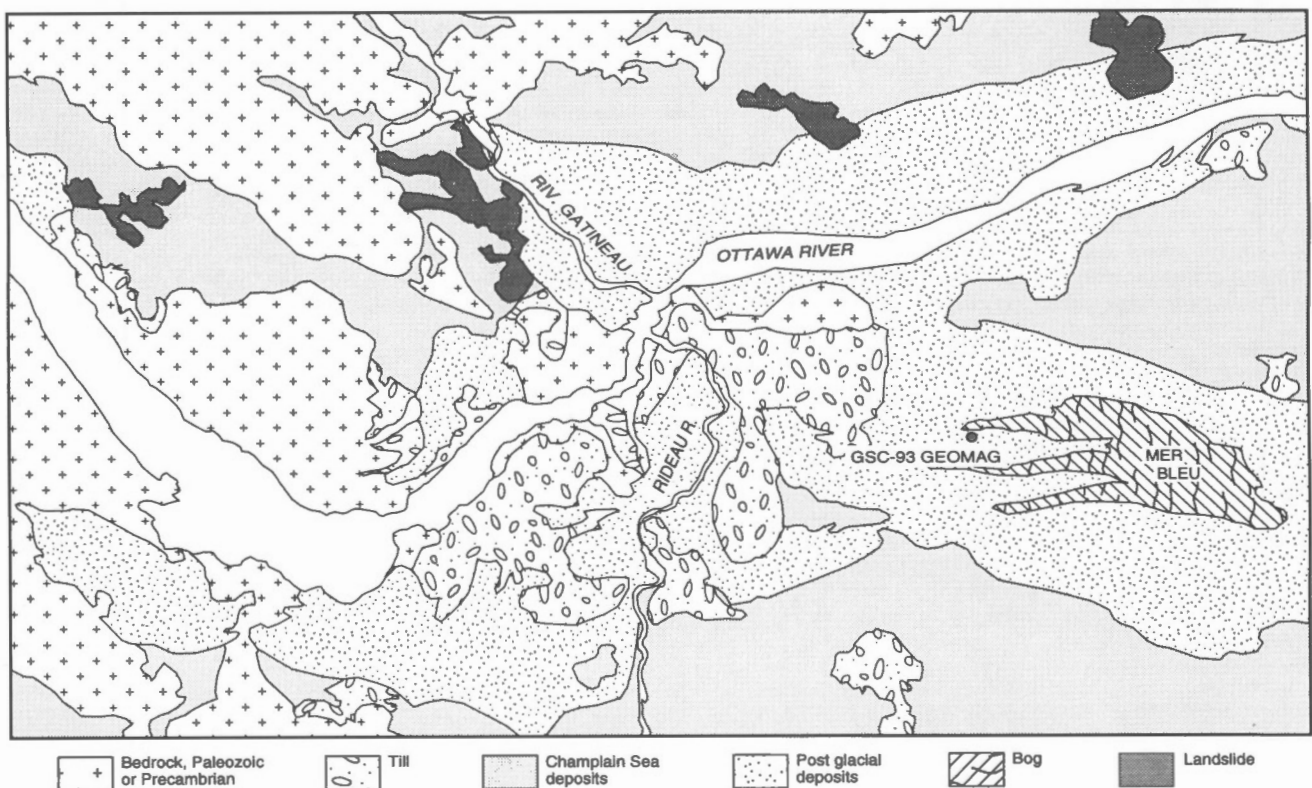 RIV. GATINEAU
OTTAWA RIVER
RIDEAU R.
GSC-93 GEOMAG
MER
BLEU
Bedrock, Paleozoic
or Precambrian
Till
Champlain Sea
deposits
Post glacial
deposits
Bog
Landslide